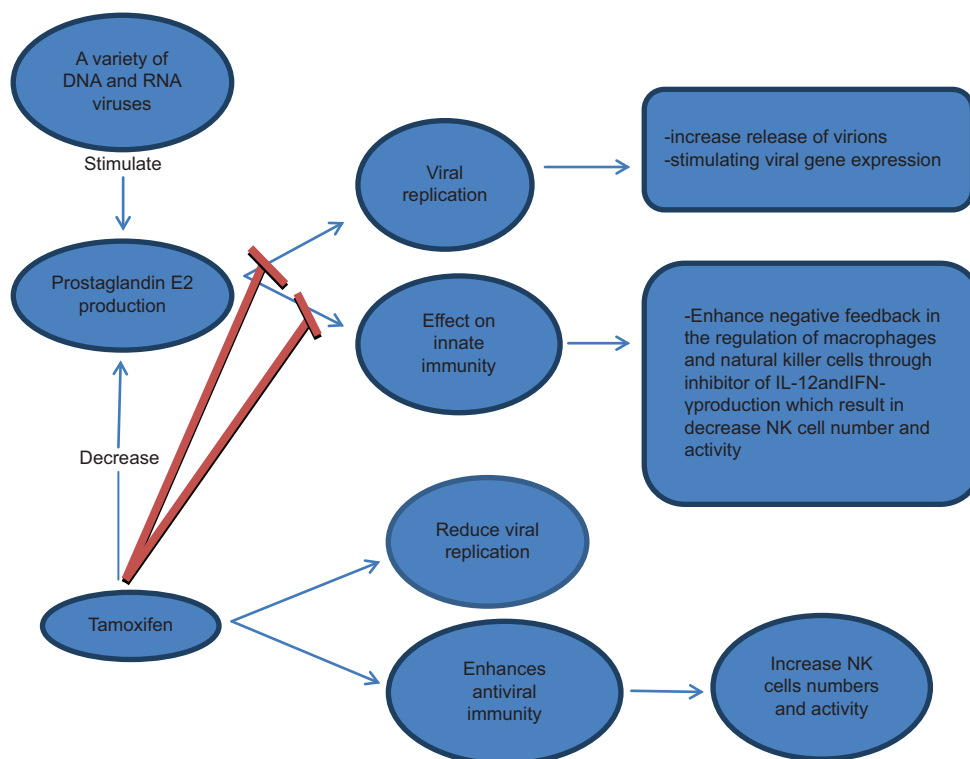 A variety of
DNA and RNA
viruses
Stimulate
Prostaglandin E2
production
Decrease
Tamoxifen
Viral
replication
-increase release of virions
-stimulating viral gene expression
Effect on
innate
immunity
-Enhance negative feedback in
the regulation of macrophages
and natural killer cells through
inhibitor of IL-12andIFN-
γproduction which result in
decrease NK cell number and
activity
Reduce viral
replication
Enhances
antiviral
immunity
Increase NK
cells numbers
and activity